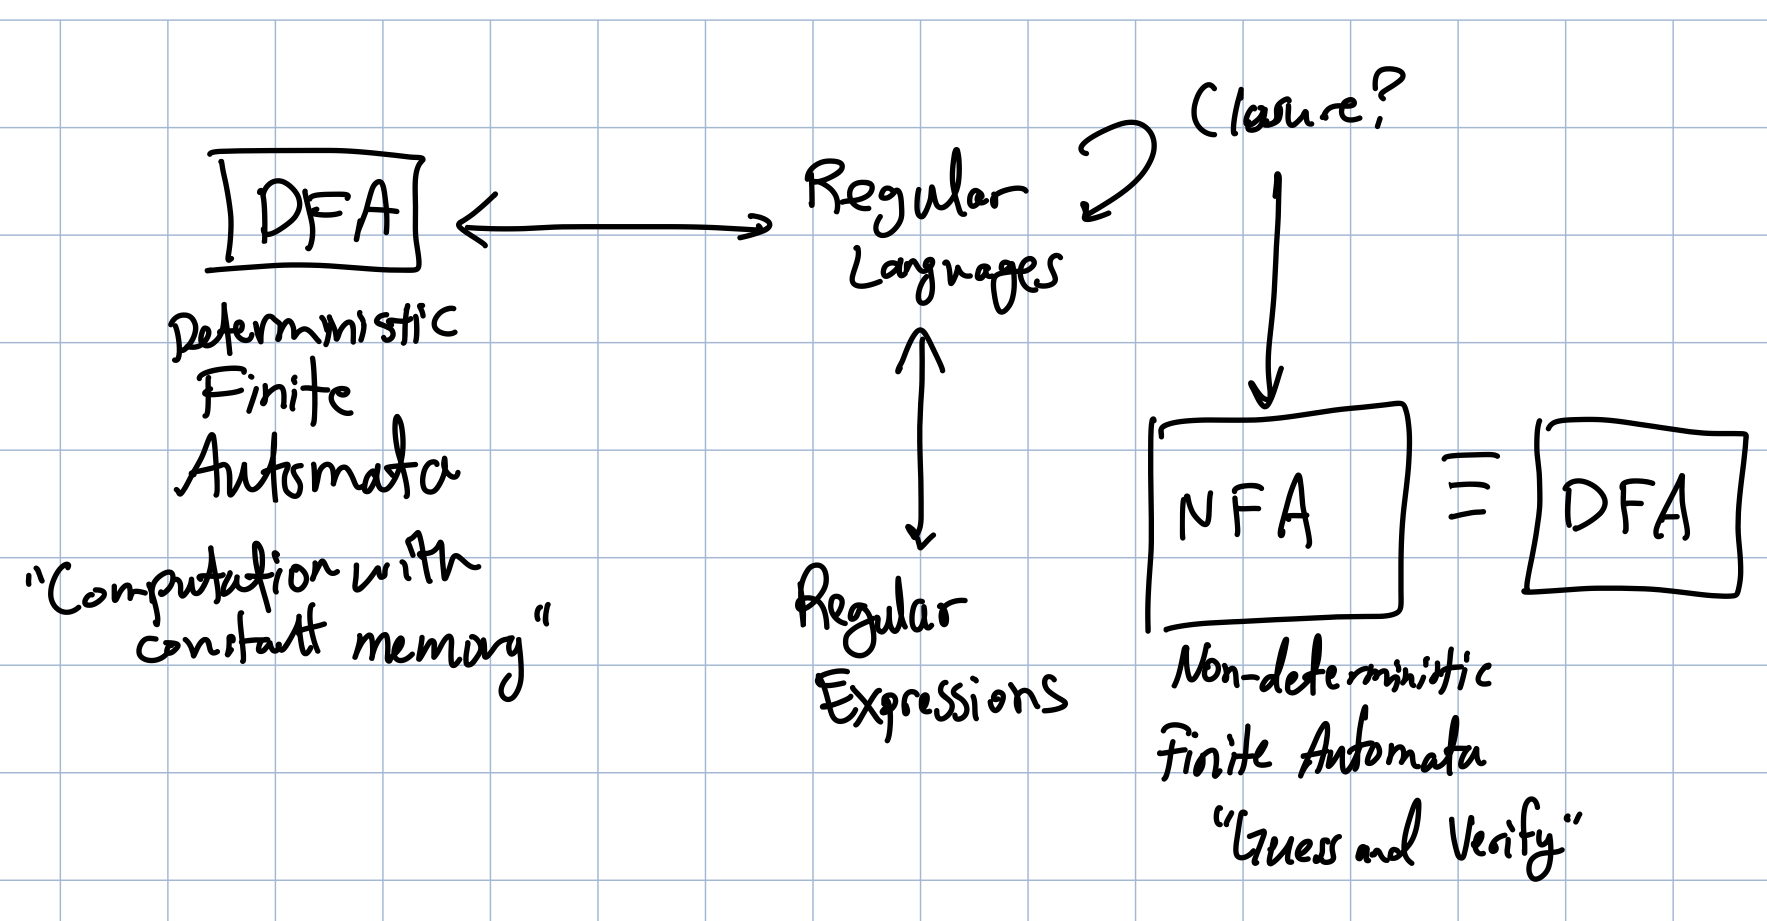 Closure?
DFA
Regular
Languages
Deterministic
Finite
Automata
"Computation with
constant memory"
Regular
Expressions
NFA ≡ DFA
Non-deterministic
Finite Automata
"Guess and Verify"